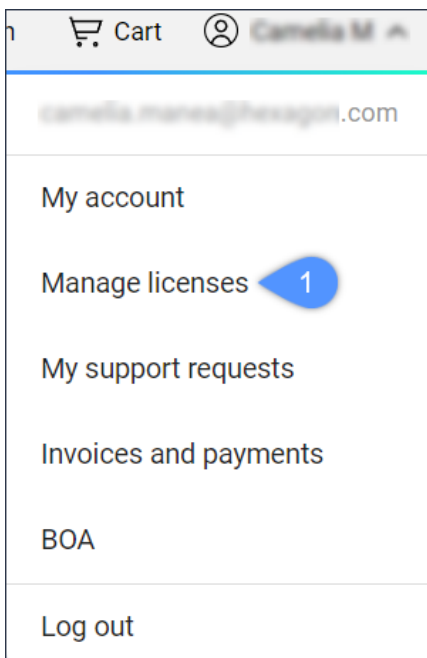 Cart
.com
My account
Manage licenses 1
My support requests
Invoices and payments
BOA
Log out